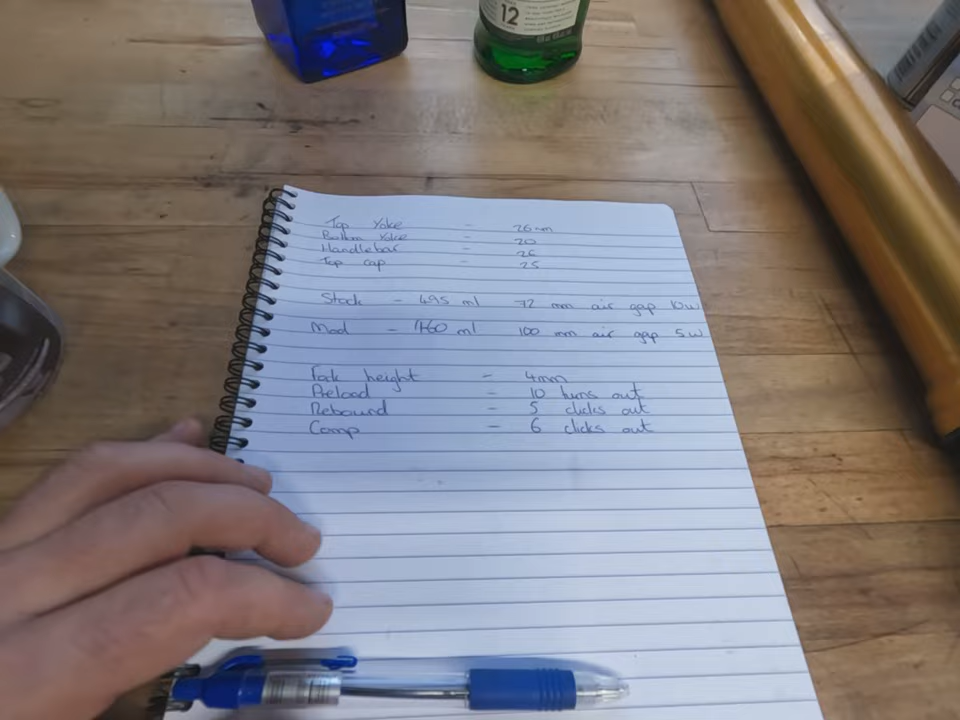 12
Top Yoke - 26mm
Bottom Yoke - 20
Handlebar - 26
Top cap - 25
Stock - 495 ml 72 mm air gap 10w
Mod - 460 ml 100 mm air gap 5w
Fork height - 4mm
Preload - 10 turns out
Rebound - 5 clicks out
Comp - 6 clicks out